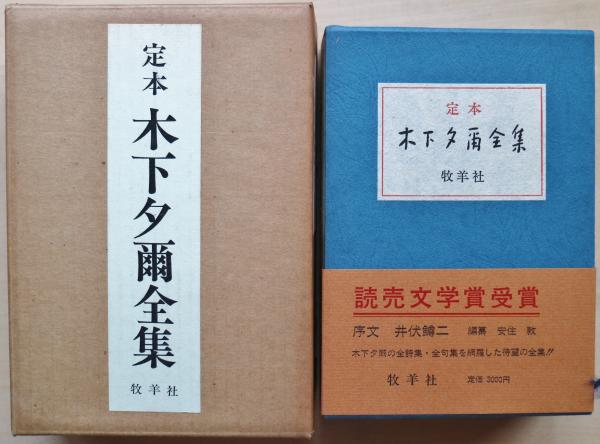 定本
木下夕爾全集
牧羊社
定本
木下夕爾全集
牧羊社
読売文学賞受賞
序文 井伏鱒二 編纂 安住 敦
木下夕爾の全詩集・全句集を網羅した待望の全集!!
牧羊社 定価 3000円